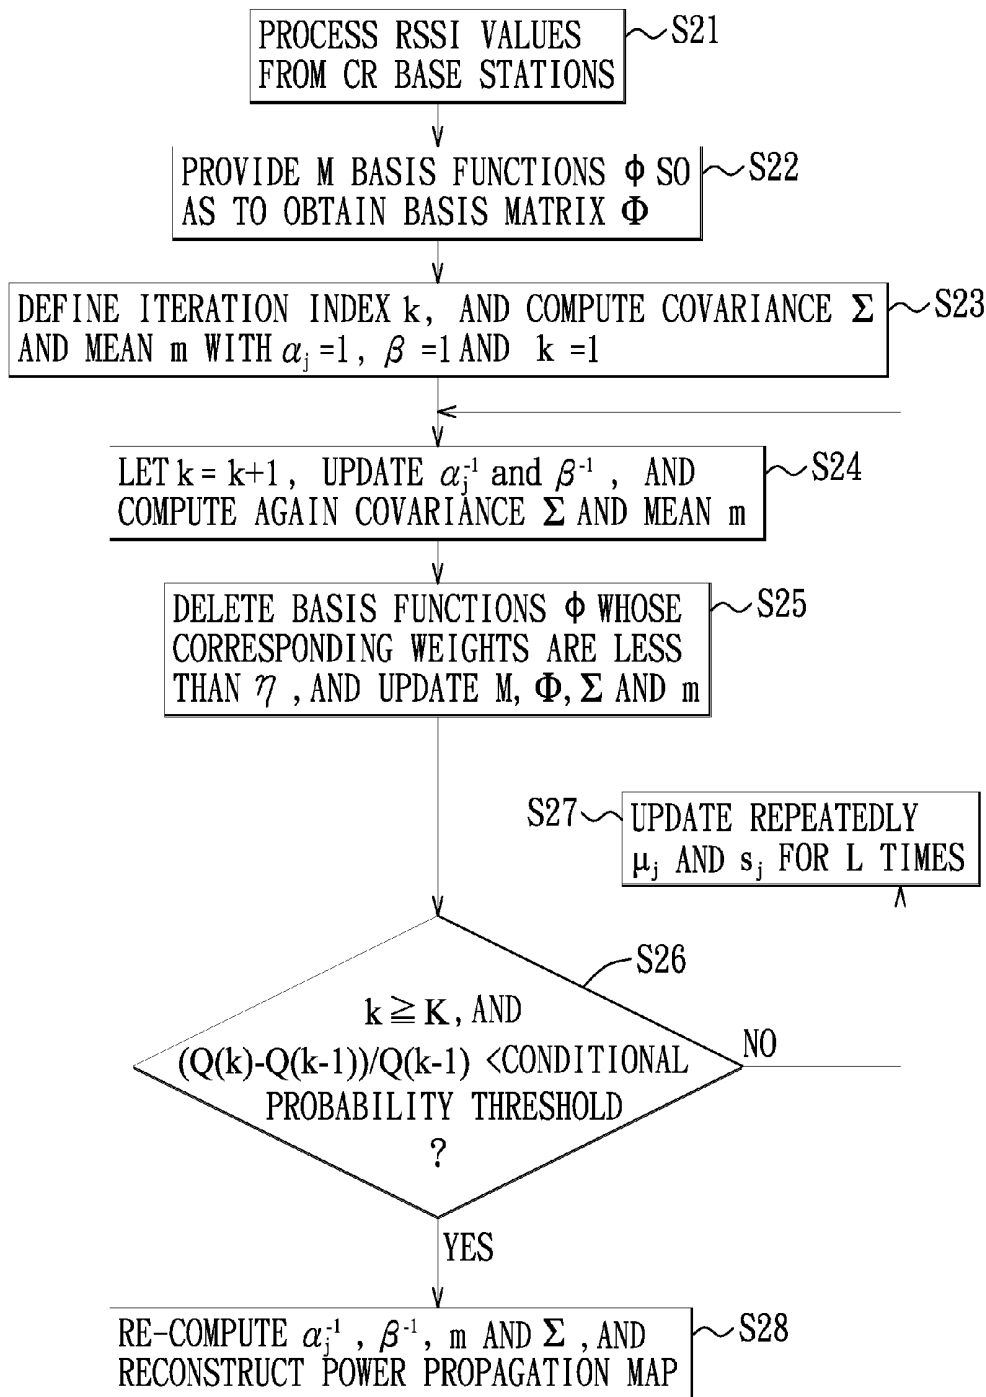 PROCESS RSSI VALUES
FROM CR BASE STATIONS
S21
PROVIDE M BASIS FUNCTIONS ϕ SO
AS TO OBTAIN BASIS MATRIX Φ
S22
DEFINE ITERATION INDEX k, AND COMPUTE COVARIANCE Σ
AND MEAN m WITH αj =1, β =1 AND k =1
S23
LET k = k+1, UPDATE αj⁻¹ and β⁻¹, AND
COMPUTE AGAIN COVARIANCE Σ AND MEAN m
S24
DELETE BASIS FUNCTIONS ϕ WHOSE
CORRESPONDING WEIGHTS ARE LESS
THAN η, AND UPDATE M, Φ, Σ AND m
S25
S27
UPDATE REPEATEDLY
μj AND sj FOR L TIMES
S26
k ≧ K, AND
(Q(k)-Q(k-1))/Q(k-1) <CONDITIONAL
PROBABILITY THRESHOLD
?
NO
YES
RE-COMPUTE αj⁻¹, β⁻¹, m AND Σ, AND
RECONSTRUCT POWER PROPAGATION MAP
S28